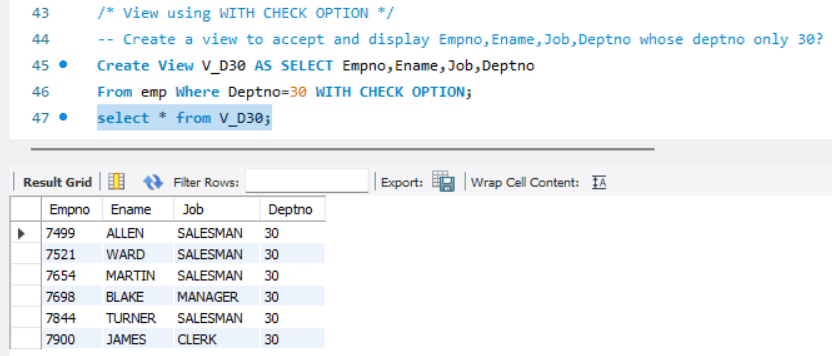 43 /* View using WITH CHECK OPTION */
44 -- Create a view to accept and display Empno,Ename,Job,Deptno whose deptno only 30?
45 Create View V_D30 AS SELECT Empno,Ename,Job,Deptno
46 From emp Where Deptno=30 WITH CHECK OPTION;
47 select * from V_D30;
Result Grid Filter Rows: Export: Wrap Cell Content: IA
Empno Ename Job Deptno
7499 ALLEN SALESMAN 30
7521 WARD SALESMAN 30
7654 MARTIN SALESMAN 30
7698 BLAKE MANAGER 30
7844 TURNER SALESMAN 30
7900 JAMES CLERK 30